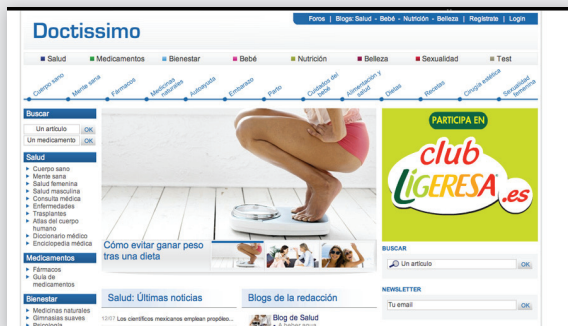 Foros | Blogs: Salud - Bebé - Nutrición - Belleza | Regístrate | Login
Doctissimo
Salud Medicamentos Bienestar Bebé Nutrición Belleza Sexualidad Test
Cuerpo sano Mente sana Fármacos Medicinas naturales Autoayuda Embarazo Parto Cuidados del bebé Alimentación y salud Dietas Recetas Cirugía estética Sexualidad femenina
Buscar
Un artículo OK
Un medicamento OK
Salud
Cuerpo sano
Mente sana
Salud femenina
Salud masculina
Consulta médica
Enfermedades
Trasplantes
Atlas del cuerpo
humano
Diccionario médico
Enciclopedia médica
Medicamentos
Fármacos
Guía de
medicamentos
Bienestar
Medicinas naturales
Gimnasias suaves
Psicología
Cómo evitar ganar peso
tras una dieta
Salud: Últimas noticias
12/07 Los científicos mexicanos emplean propóleo...
Blogs de la redacción
Blog de Salud
PARTICIPA EN
club
LIGERESA.es
BUSCAR
Un artículo OK
NEWSLETTER
Tu email OK